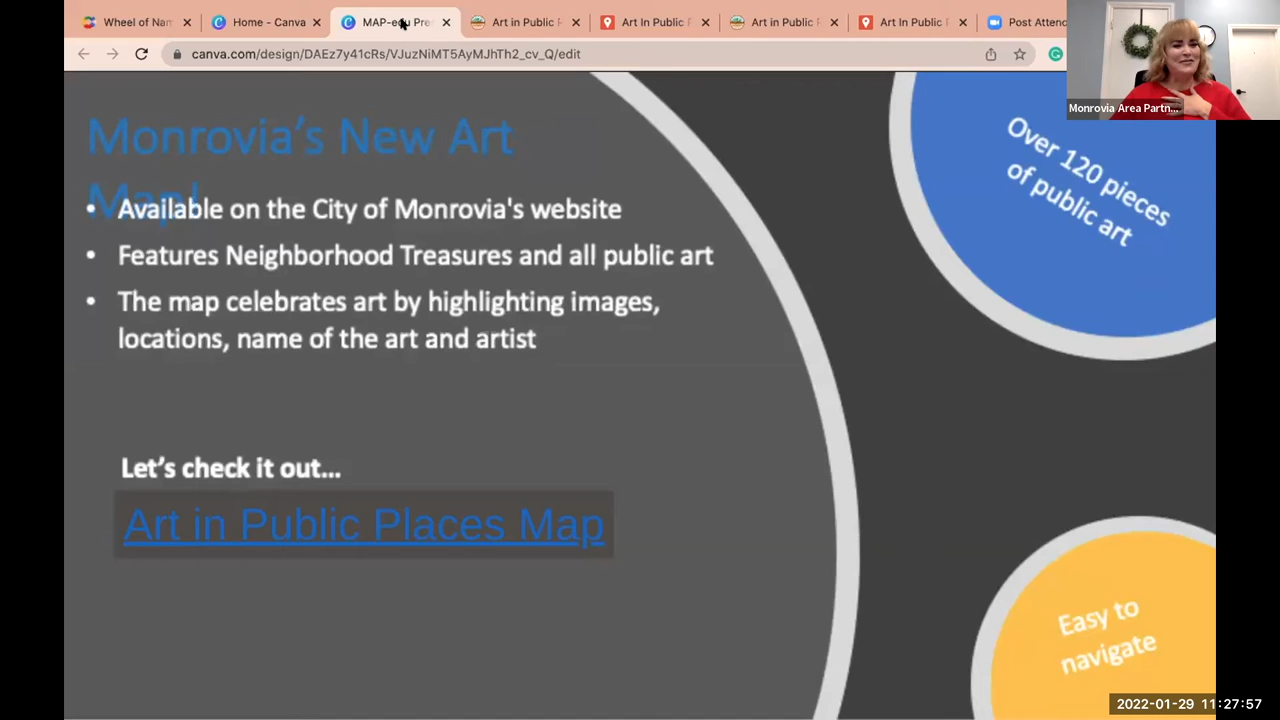 Wheel of Nam
Home - Canva
MAP-edu Pre
Art in Public P
Art In Public P
Art in Public P
Art In Public P
Post Attend
canva.com/design/DAEz7y41cRs/VJuzNiMT5AyMJhTh2_cv_Q/edit
Monrovia Area Partn...
Monrovia's New Art
Map!
• Available on the City of Monrovia's website
• Features Neighborhood Treasures and all public art
• The map celebrates art by highlighting images,
locations, name of the art and artist
Let's check it out...
Art in Public Places Map
Over 120 pieces
of public art
Easy to
navigate
2022-01-29 11:27:57